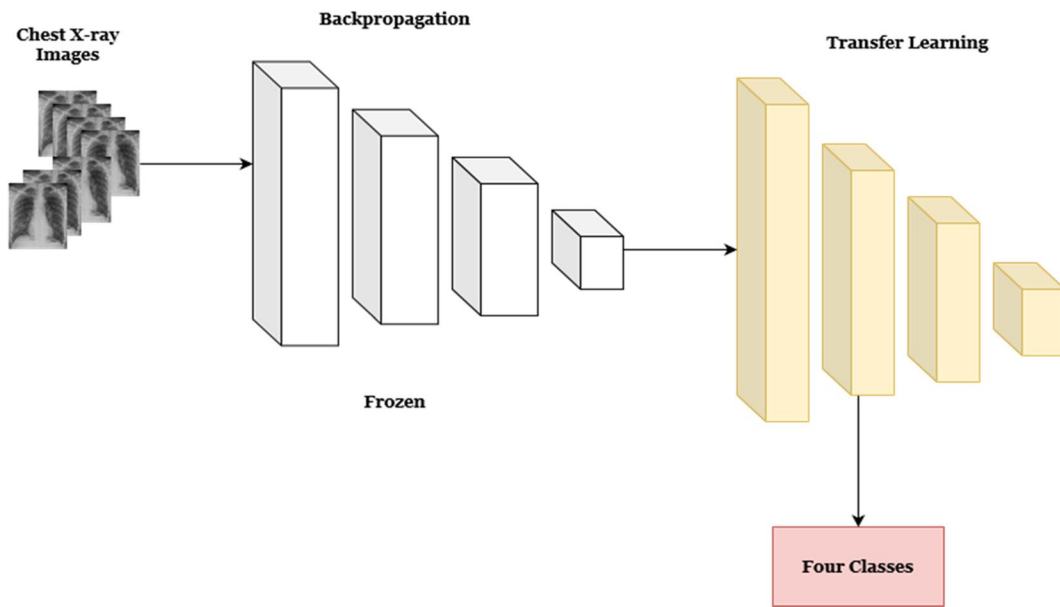 Chest X-ray
Images
Backpropagation
Transfer Learning
Frozen
Four Classes